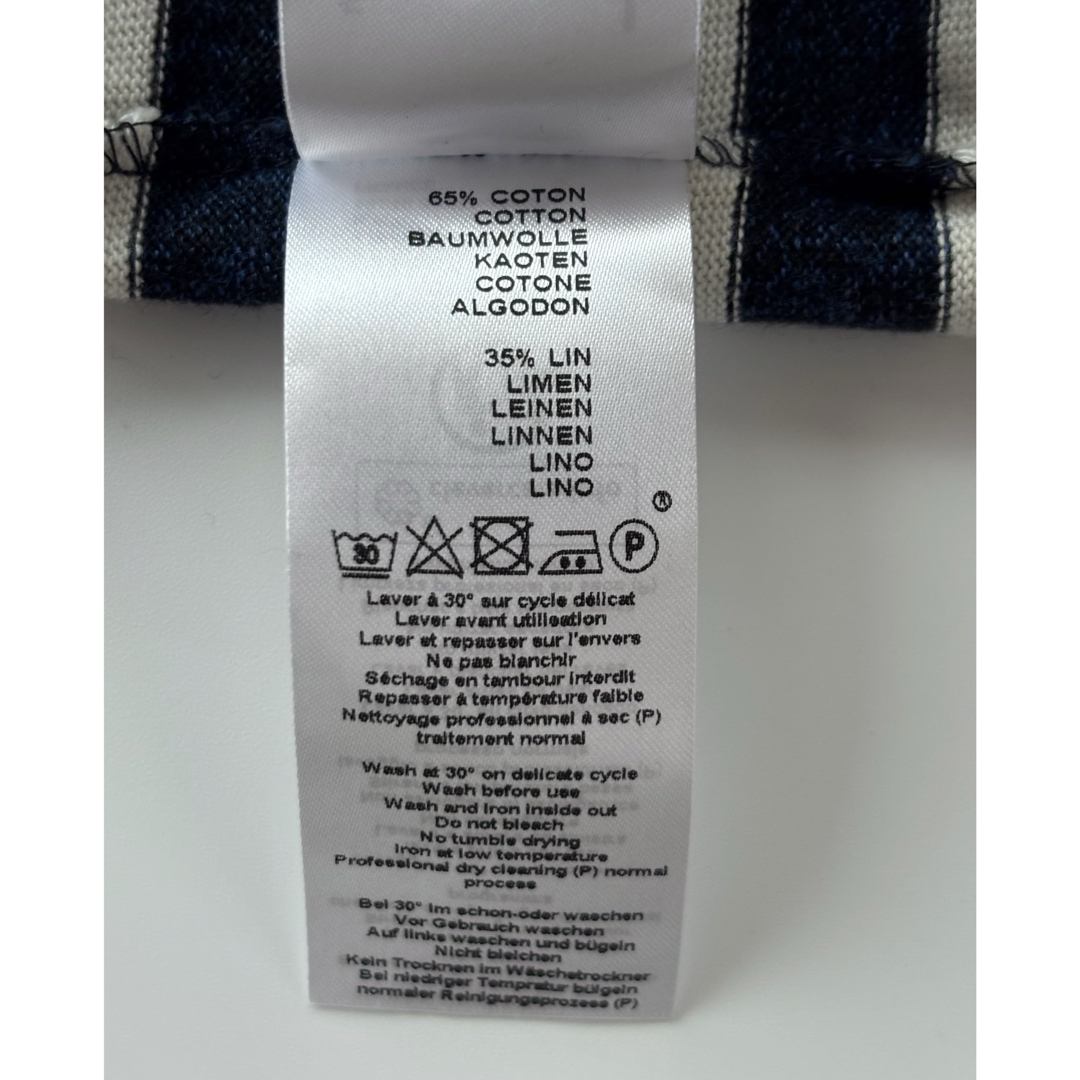 65% COTON
COTTON
BAUMWOLLE
KAOTEN
COTONE
ALGODON
35% LIN
LIMEN
LEINEN
LINNEN
LINO
LINO
®
30
P
Laver à 30° sur cycle délicat
Laver avant utilisation
Laver et repasser sur l'envers
Ne pas blanchir
Séchage en tambour interdit
Repasser à température faible
Nettoyage professionnel à sec (P)
traitement normal
Wash at 30° on delicate cycle
Wash before use
Wash and iron inside out
Do not bleach
No tumble drying
Iron at low temperature
Professional dry cleaning (P) normal
process
Bei 30° im schon-oder waschen
Vor Gebrauch waschen
Auf links waschen und bügeln
Nicht bleichen
Kein Trocknen im Wäschetrockner
Bei niedriger Tempratur bülgeln
normaler Reinigungsprozess (P)